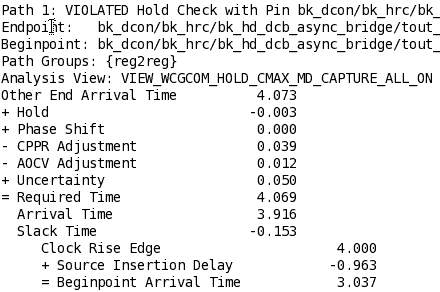 Path 1: VIOLATED Hold Check with Pin bk_dcon/bk_hrc/bk_
Endpoint: bk_dcon/bk_hrc/bk_hd_dcb_async_bridge/tout_
Beginpoint: bk_dcon/bk_hrc/bk_hd_dcb_async_bridge/tout_
Path Groups: {reg2reg}
Analysis View: VIEW_WCGCOM_HOLD_CMAX_MD_CAPTURE_ALL_ON
Other End Arrival Time 4.073
+ Hold -0.003
+ Phase Shift 0.000
- CPPR Adjustment 0.039
- AOCV Adjustment 0.012
+ Uncertainty 0.050
= Required Time 4.069
Arrival Time 3.916
Slack Time -0.153
Clock Rise Edge 4.000
+ Source Insertion Delay -0.963
= Beginpoint Arrival Time 3.037